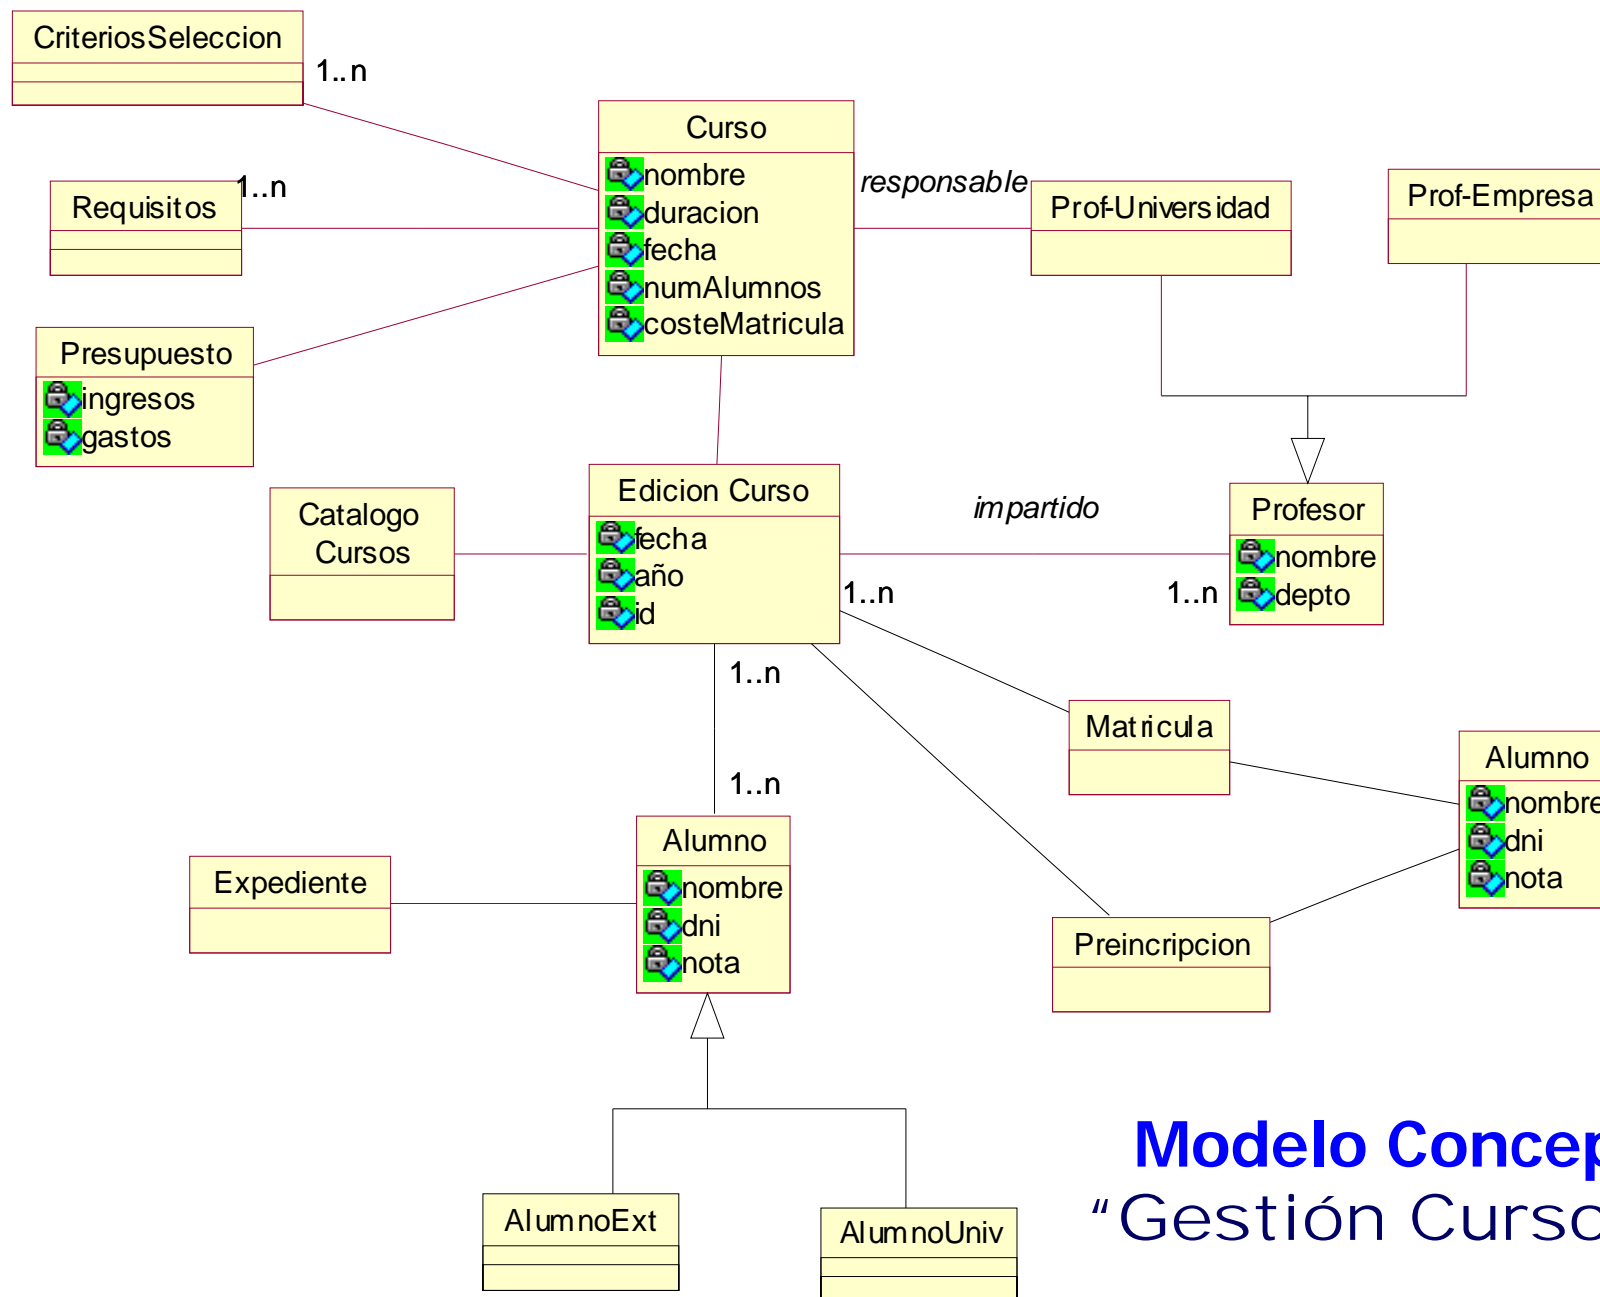 CriteriosSeleccion
1..n
Curso
nombre
duracion
fecha
numAlumnos
costeMatricula
responsable
Prof-Universidad
Prof-Empresa
1..n
Requisitos
Presupuesto
ingresos
gastos
Catalogo
Cursos
Edicion Curso
fecha
año
id
impartido
1..n
1..n
Profesor
nombre
depto
1..n
1..n
Matricula
Alumno
nombre
dni
nota
Alumno
nombre
dni
nota
Expediente
Preincripcion
AlumnoExt
AlumnoUniv
Modelo Concep
“Gestión Curso